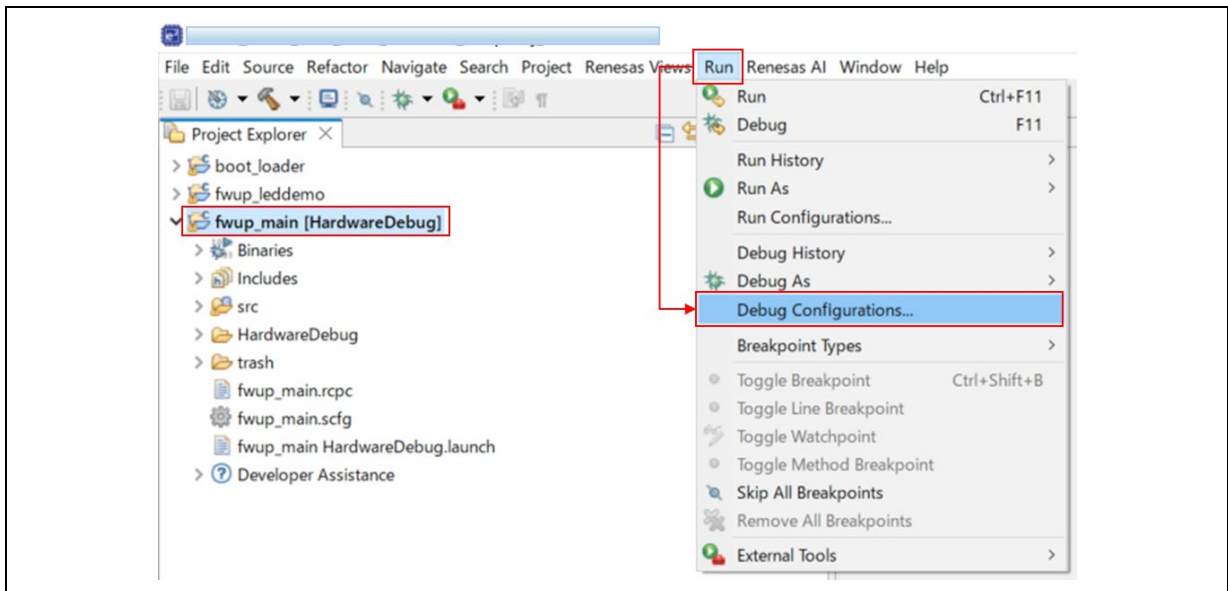 File Edit Source Refactor Navigate Search Project Renesas Views Run Renesas AI Window Help
Project Explorer
boot_loader
fwup_leddemo
fwup_main [HardwareDebug]
Binaries
Includes
src
HardwareDebug
trash
fwup_main.rcpc
fwup_main.scfg
fwup_main HardwareDebug.launch
Developer Assistance
Run Ctrl+F11
Debug F11
Run History
Run As
Run Configurations...
Debug History
Debug As
Debug Configurations...
Breakpoint Types
Toggle Breakpoint Ctrl+Shift+B
Toggle Line Breakpoint
Toggle Watchpoint
Toggle Method Breakpoint
Skip All Breakpoints
Remove All Breakpoints
External Tools